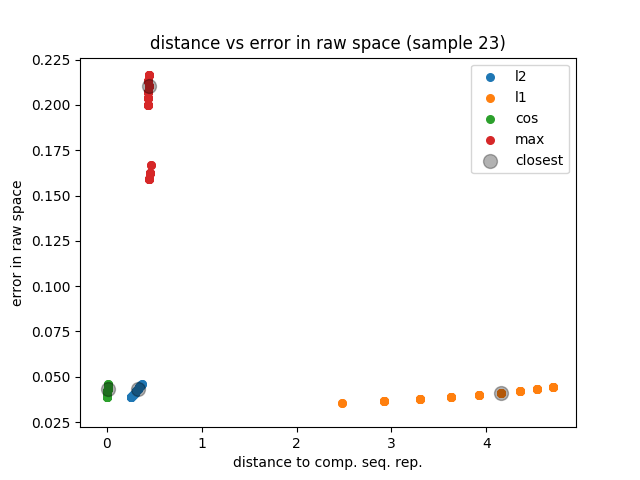 distance vs error in raw space (sample 23)
0.225
0.200
0.175
0.150
0.125
0.100
0.075
0.050
0.025
error in raw space
l2
l1
cos
max
closest
0 1 2 3 4
distance to comp. seq. rep.